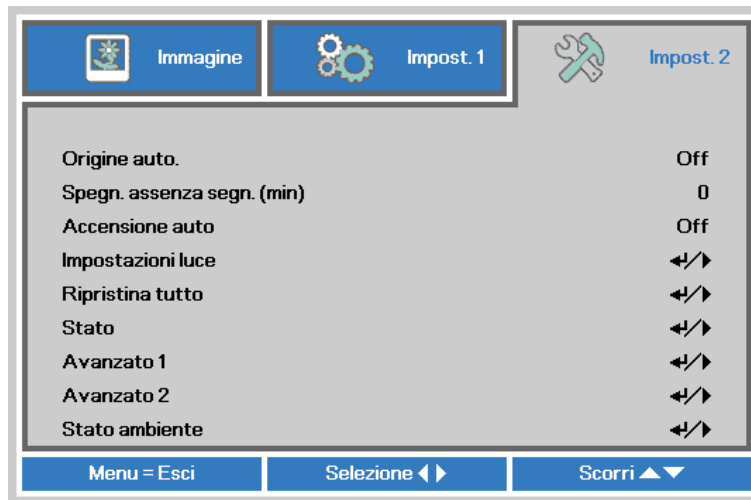 Immagine
Impost. 1
Impost. 2
Origine auto. Off
Spegn. assenza segn. (min) 0
Accensione auto Off
Impostazioni luce
Ripristina tutto
Stato
Avanzato 1
Avanzato 2
Stato ambiente
Menu = Esci
Selezione
Scorri